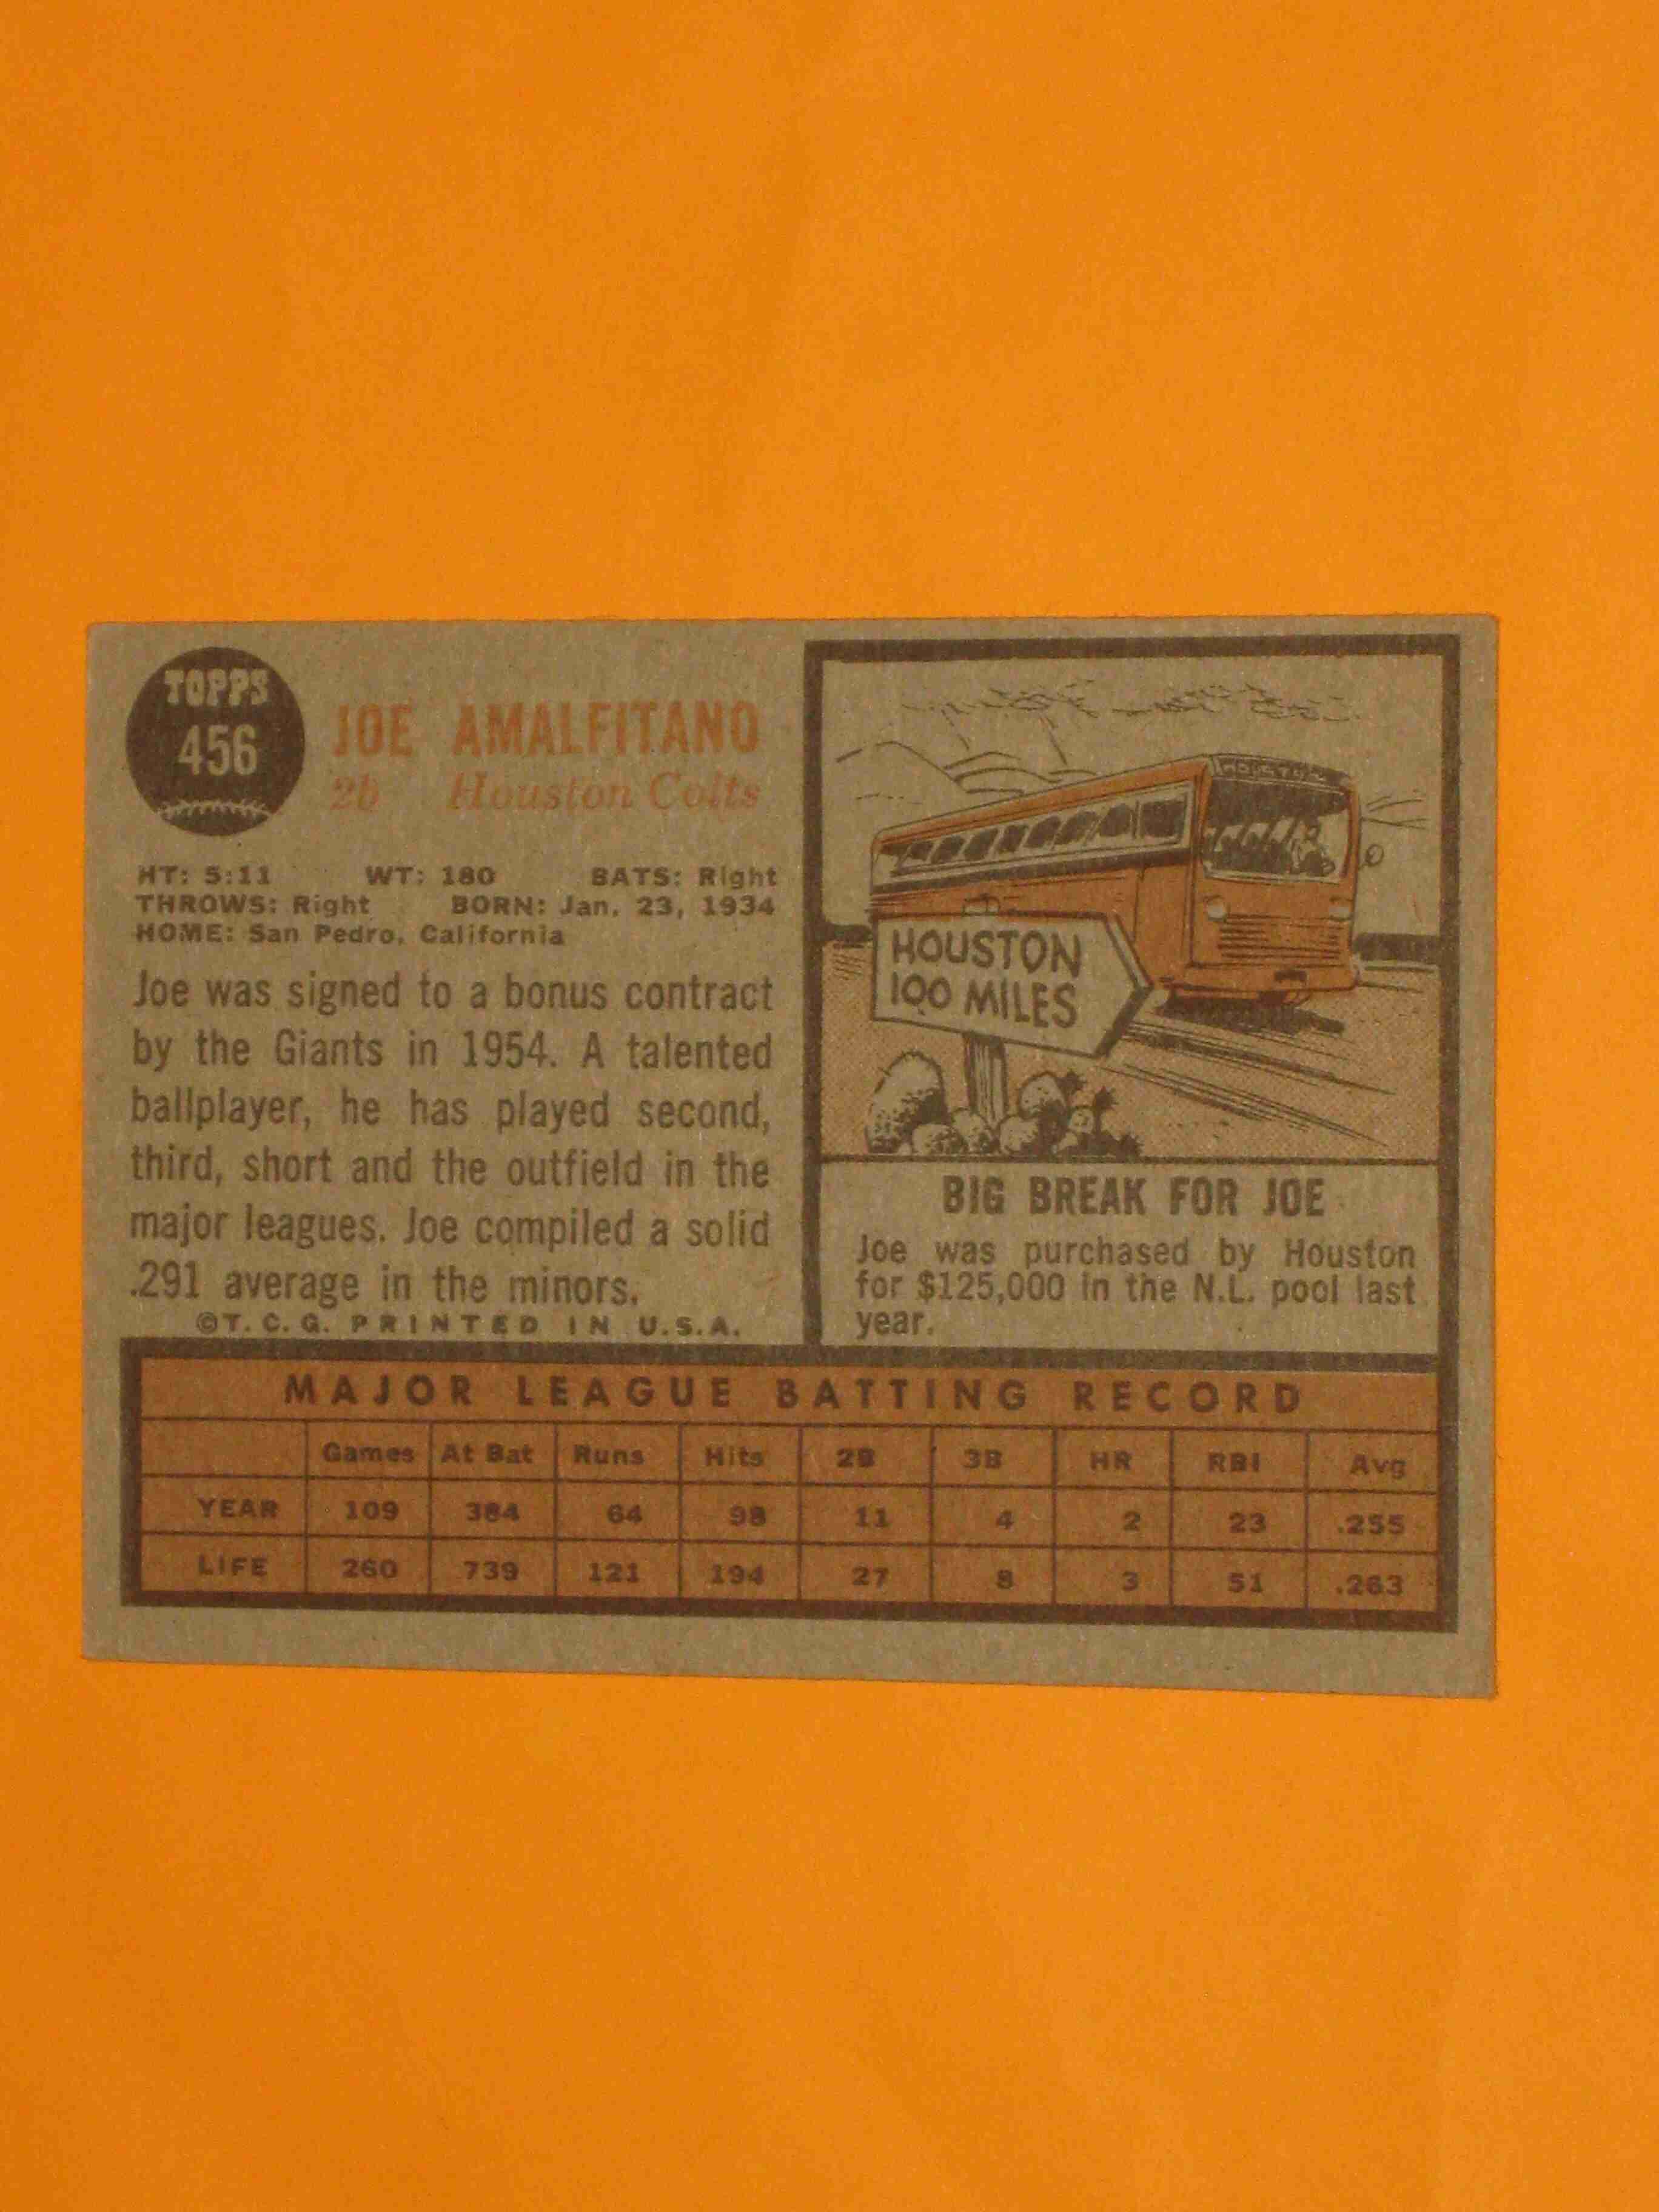 TOPPS
456
JOE AMALFITANO
2b Houston Colts
HT: 5:11 WT: 180 BATS: Right
THROWS: Right BORN: Jan. 23, 1934
HOME: San Pedro, California
Joe was signed to a bonus contract
by the Giants in 1954. A talented
ballplayer, he has played second,
third, short and the outfield in the
major leagues. Joe compiled a solid
.291 average in the minors.
©T. C. G. PRINTED IN U.S.A.
HOUSTON
HOUSTON
100 MILES
BIG BREAK FOR JOE
Joe was purchased by Houston
for $125,000 in the N.L. pool last
year.
MAJOR LEAGUE BATTING RECORD
Games At Bat Runs Hits 2B 3B HR RBI Avg
YEAR 109 384 64 98 11 4 2 23 .255
LIFE 260 739 121 194 27 8 3 51 .263